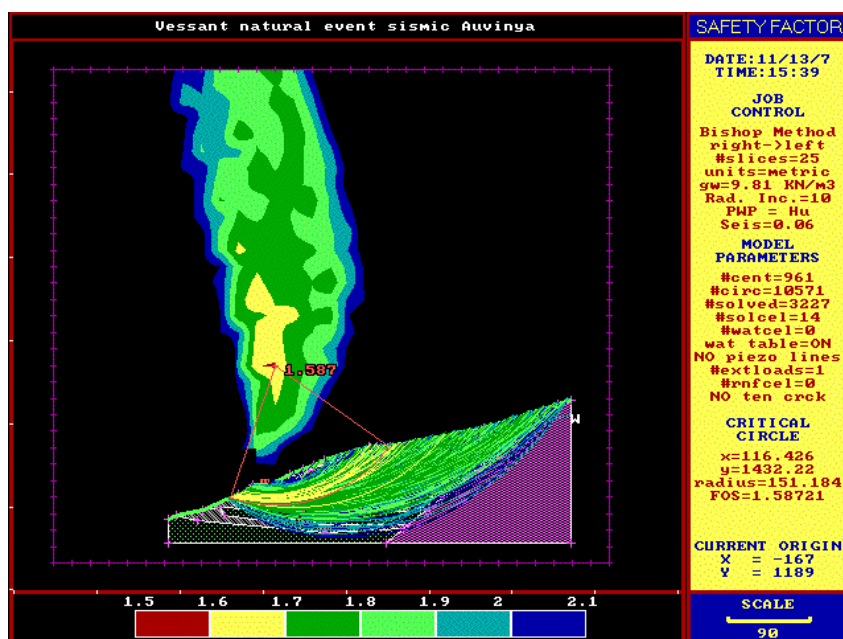 Vessant natural event sismic Auvinya
SAFETY FACTOR
DATE:11/13/7
TIME:15:39
JOB
CONTROL
Bishop Method
right->left
#slices=25
units=metric
gw=9.81 KN/m3
Rad. Inc.=10
PWP = Hu
Seis=0.06
MODEL
PARAMETERS
#cent=961
#circ=10571
#solved=3227
#solcel=14
#watcel=0
wat table=ON
NO piezo lines
#extloads=1
#rnfcel=0
NO ten crck
CRITICAL
CIRCLE
x=116.426
y=1432.22
radius=151.184
FOS=1.58721
CURRENT ORIGIN
X = -167
Y = 1189
SCALE
90
1.587
W
1.5 1.6 1.7 1.8 1.9 2 2.1